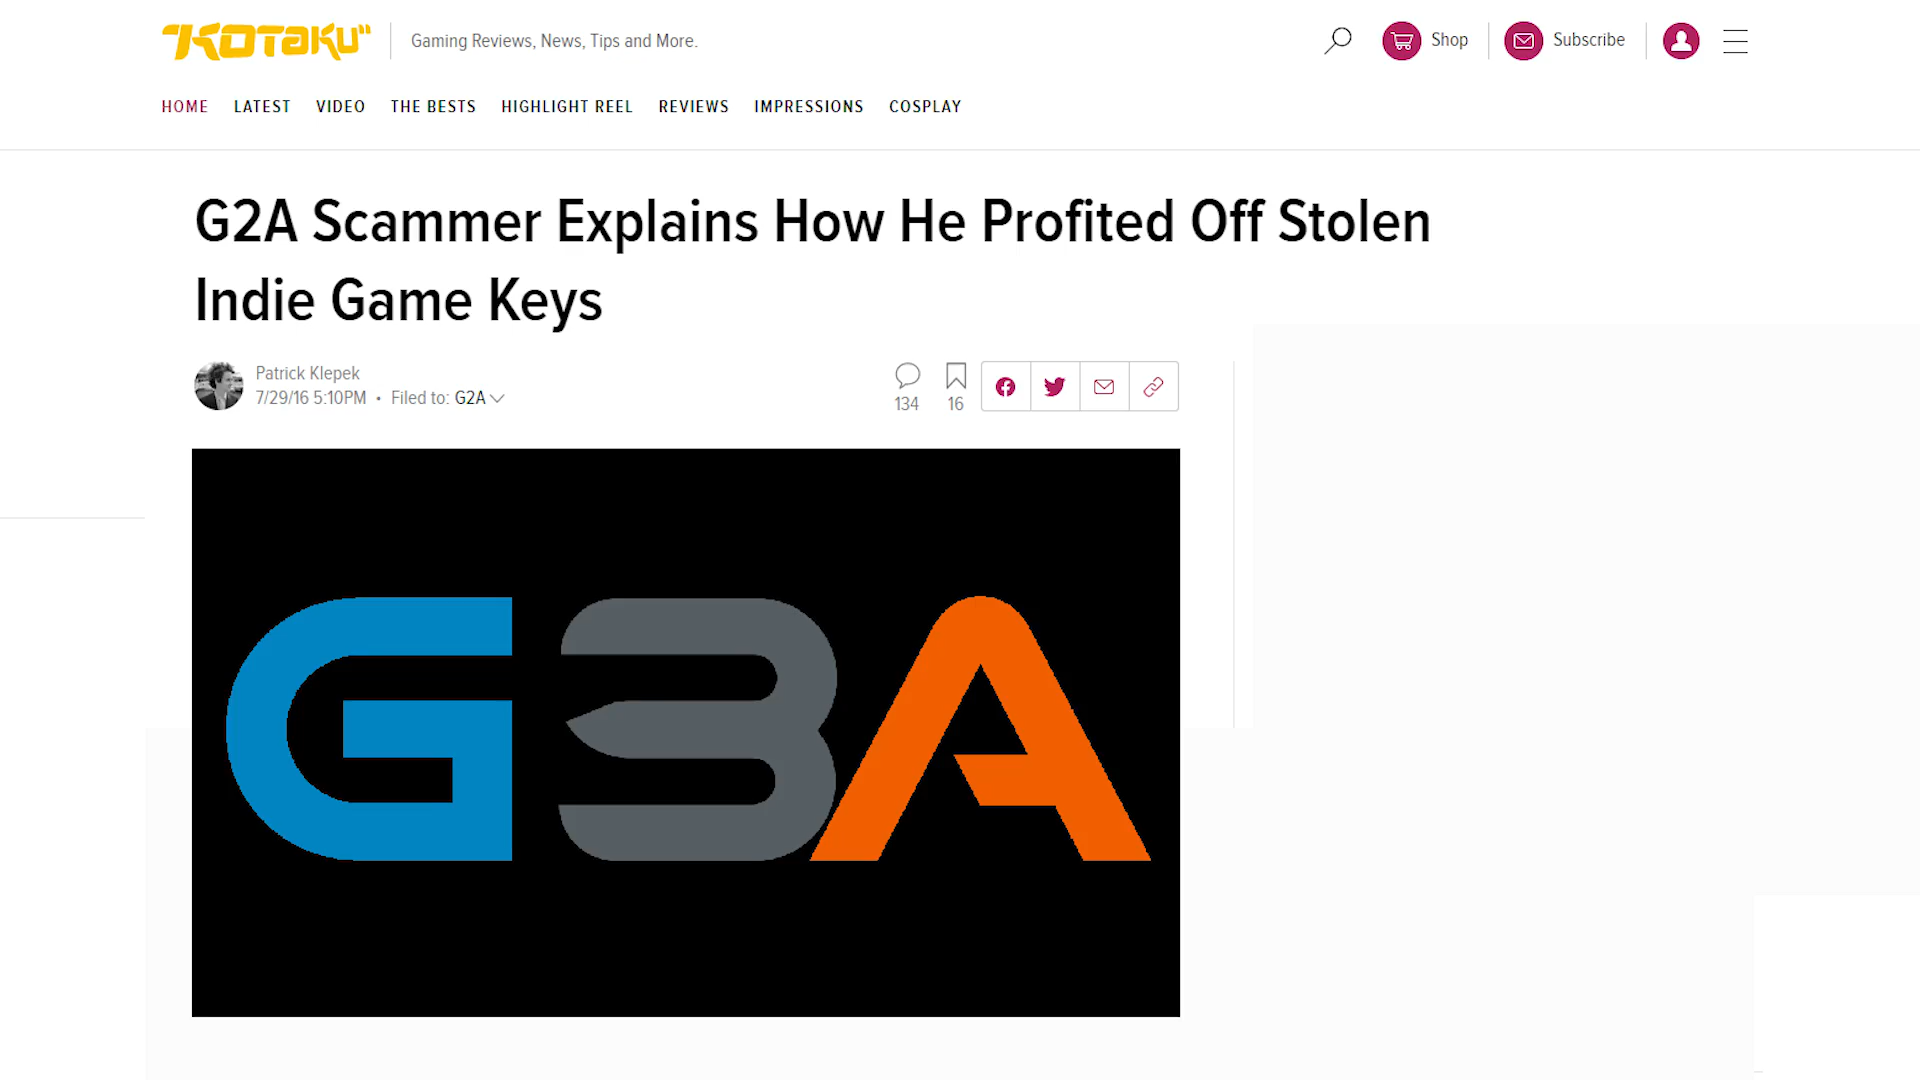 KOTAKU
Gaming Reviews, News, Tips and More.
Shop
Subscribe
HOME LATEST VIDEO THE BESTS HIGHLIGHT REEL REVIEWS IMPRESSIONS COSPLAY
G2A Scammer Explains How He Profited Off Stolen
Indie Game Keys
Patrick Klepek
7/29/16 5:10PM • Filed to: G2A
134
16
G3A